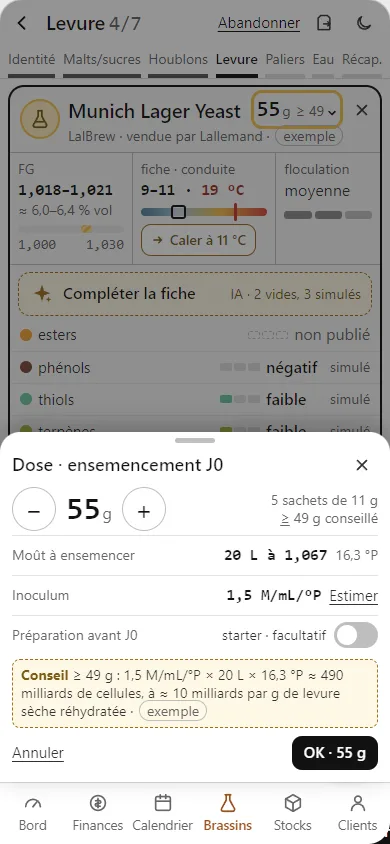 Levure 4/7 Abandonner
Identité Malts/sucres Houblons Levure Paliers Eau Récap.
Munich Lager Yeast 55 g ≥ 49
LalBrew · vendue par Lallemand · exemple
FG fiche · conduite floculation
1,018–1,021 9–11 · 19 ºC moyenne
≈ 6,0–6,4 % vol
1,000 1,030 → Caler à 11 °C
Compléter la fiche IA · 2 vides, 3 simulés
esters non publié
phénols négatif simulé
thiols faible simulé
terpènes faible simulé
Dose · ensemencement J0
− 55 g + 5 sachets de 11 g
≥ 49 g conseillé
Moût à ensemencer 20 L à 1,067 16,3 °P
Inoculum 1,5 M/mL/ºP Estimer
Préparation avant J0 starter · facultatif
Conseil ≥ 49 g : 1,5 M/mL/°P × 20 L × 16,3 °P ≈ 490
milliards de cellules, à ≈ 10 milliards par g de levure
sèche réhydratée · exemple
Annuler OK · 55 g
Bord Finances Calendrier Brassins Stocks Clients